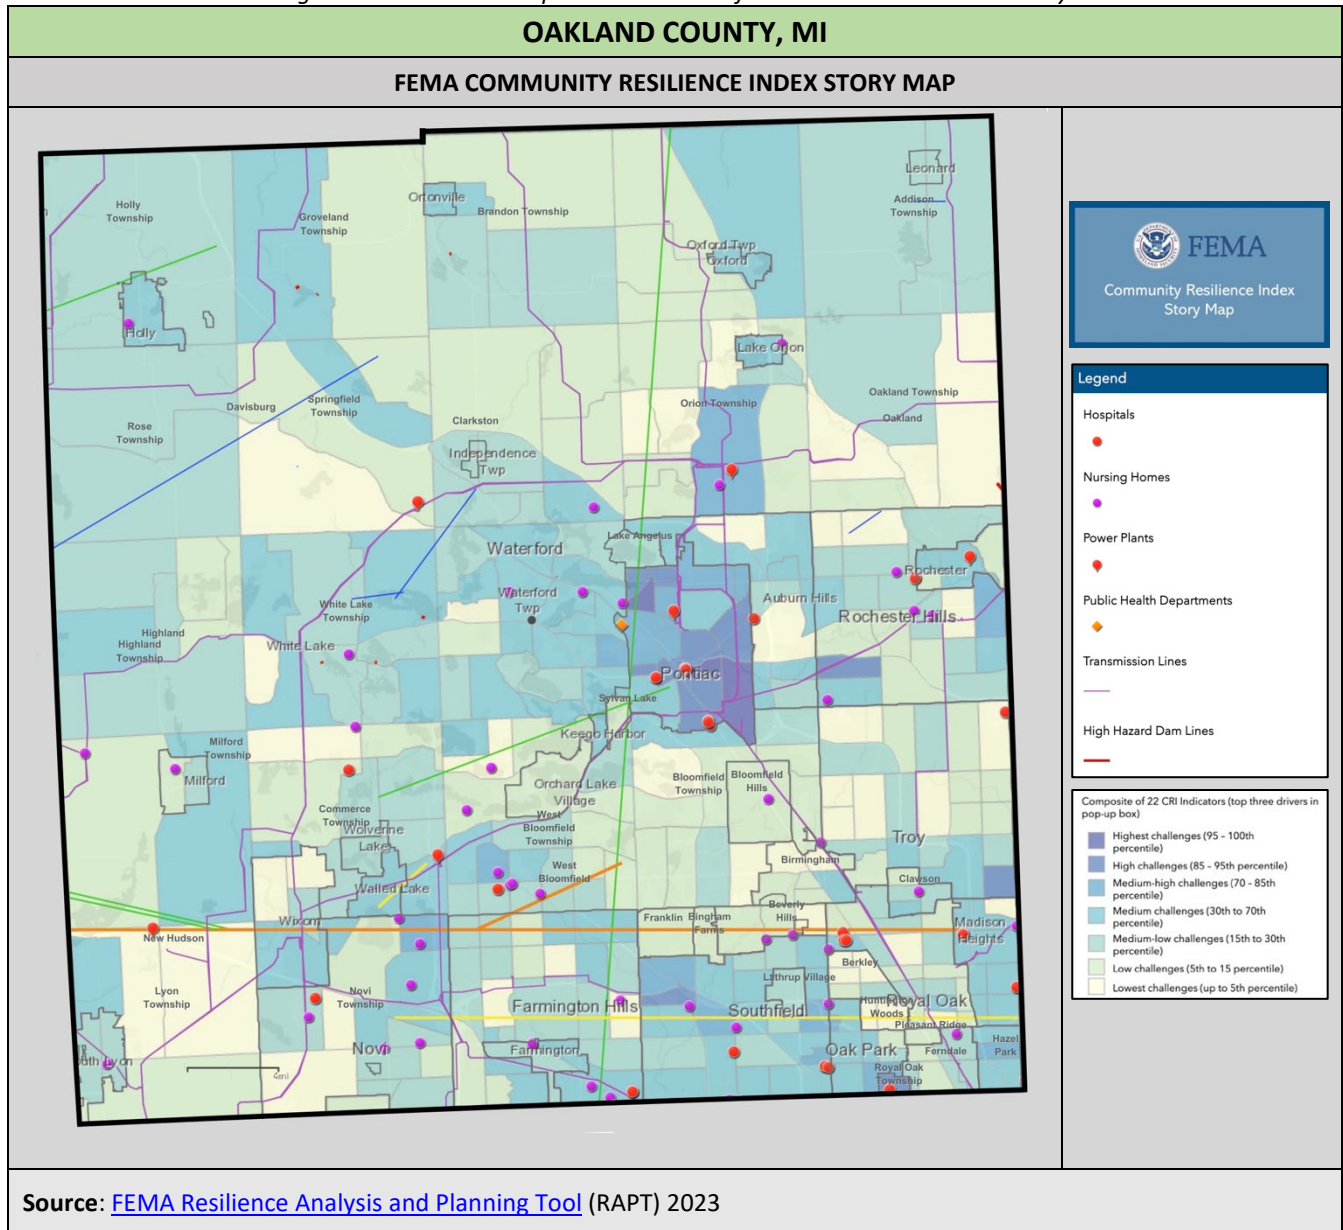 OAKLAND COUNTY, MI
FEMA COMMUNITY RESILIENCE INDEX STORY MAP
Leonard
Addison
Township
Holly
Township
Groveland
Township
Ortonville
Brandon Township
Oxford Twp
Oxford
Holly
Lake Orion
Rose
Township
Davisburg
Springfield
Township
Clarkston
Independence
Twp
Orion Township
Oakland Township
Oakland
Waterford
Lake Angelus
Waterford
Twp
White Lake
Township
White Lake
Highland
Highland
Township
Auburn Hills
Rochester
Rochester Hills
Pontiac
Sylvan Lake
Keego Harbor
Milford
Township
Milford
Orchard Lake
Village
West
Bloomfield
Township
West
Bloomfield
Bloomfield
Township
Bloomfield
Hills
Troy
Commerce
Township
Wolverine
Lake
Walled Lake
Wixom
Birmingham
Clawson
Beverly
Hills
Franklin
Bingham
Farms
Madison
Heights
New Hudson
Lyon
Township
Novi
Township
Novi
Farmington Hills
Farmington
Lathrup Village
Southfield
Berkley
Royal Oak
Woods
Pleasant Ridge
Oak Park
Ferndale
Hazel
Park
Royal Oak
Township
4mi
FEMA
Community Resilience Index
Story Map
Legend
Hospitals
Nursing Homes
Power Plants
Public Health Departments
Transmission Lines
High Hazard Dam Lines
Composite of 22 CRI Indicators (top three drivers in
pop-up box)
Highest challenges (95 - 100th
percentile)
High challenges (85 - 95th percentile)
Medium-high challenges (70 - 85th
percentile)
Medium challenges (30th to 70th
percentile)
Medium-low challenges (15th to 30th
percentile)
Low challenges (5th to 15 percentile)
Lowest challenges (up to 5th percentile)
Source: FEMA Resilience Analysis and Planning Tool (RAPT) 2023